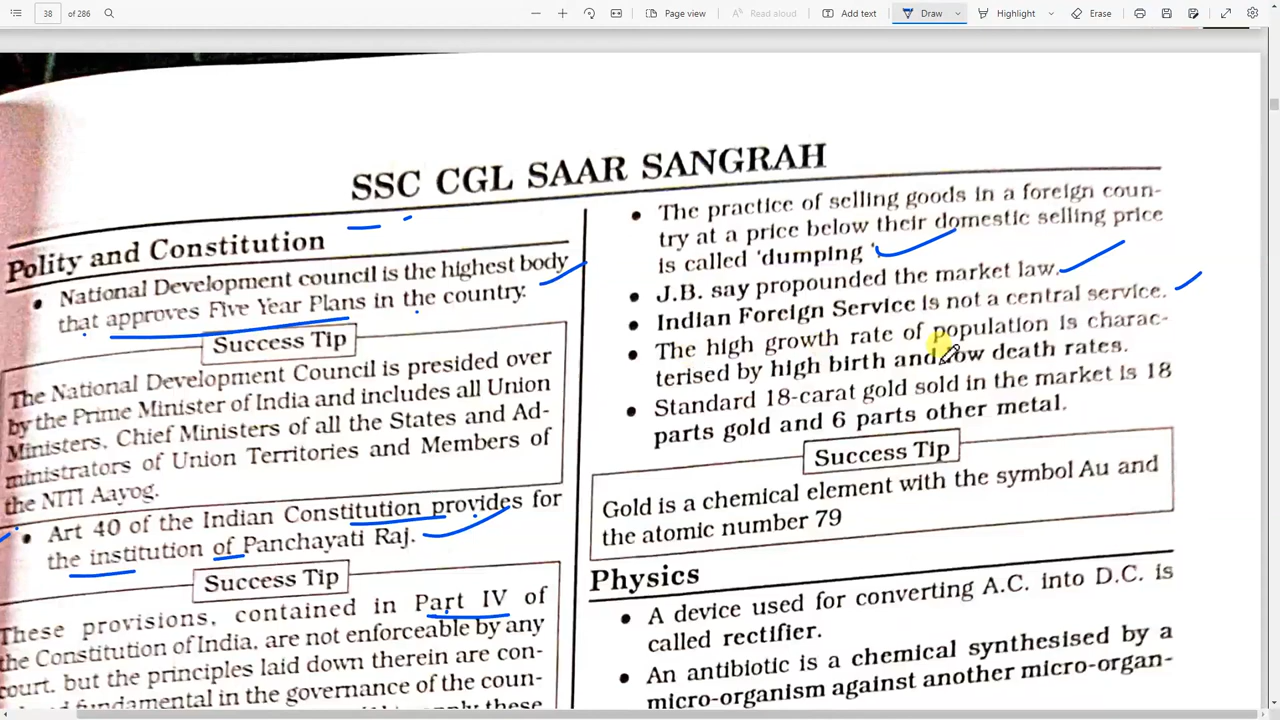 38
of 286
Page view
Read aloud
Add text
Draw
Highlight
Erase
SSC CGL SAAR SANGRAH
Polity and Constitution
• National Development council is the highest body
that approves Five Year Plans in the country.
Success Tip
The National Development Council is presided over
by the Prime Minister of India and includes all Union
Ministers, Chief Ministers of all the States and Ad-
ministrators of Union Territories and Members of
the NITI Aayog.
• Art 40 of the Indian Constitution provides for
the institution of Panchayati Raj.
Success Tip
These provisions, contained in Part IV of
the Constitution of India, are not enforceable by any
court, but the principles laid down therein are con-
fundamental in the governance of the coun-
these
• The practice of selling goods in a foreign coun-
try at a price below their domestic selling price
is called 'dumping'
• J.B. say propounded the market law.
• Indian Foreign Service is not a central service.
• The high growth rate of population is charac-
terised by high birth and low death rates.
• Standard 18-carat gold sold in the market is 18
parts gold and 6 parts other metal.
Success Tip
Gold is a chemical element with the symbol Au and
the atomic number 79
Physics
• A device used for converting A.C. into D.C. is
called rectifier.
• An antibiotic is a chemical synthesised by a
micro-organism against another micro-organ-